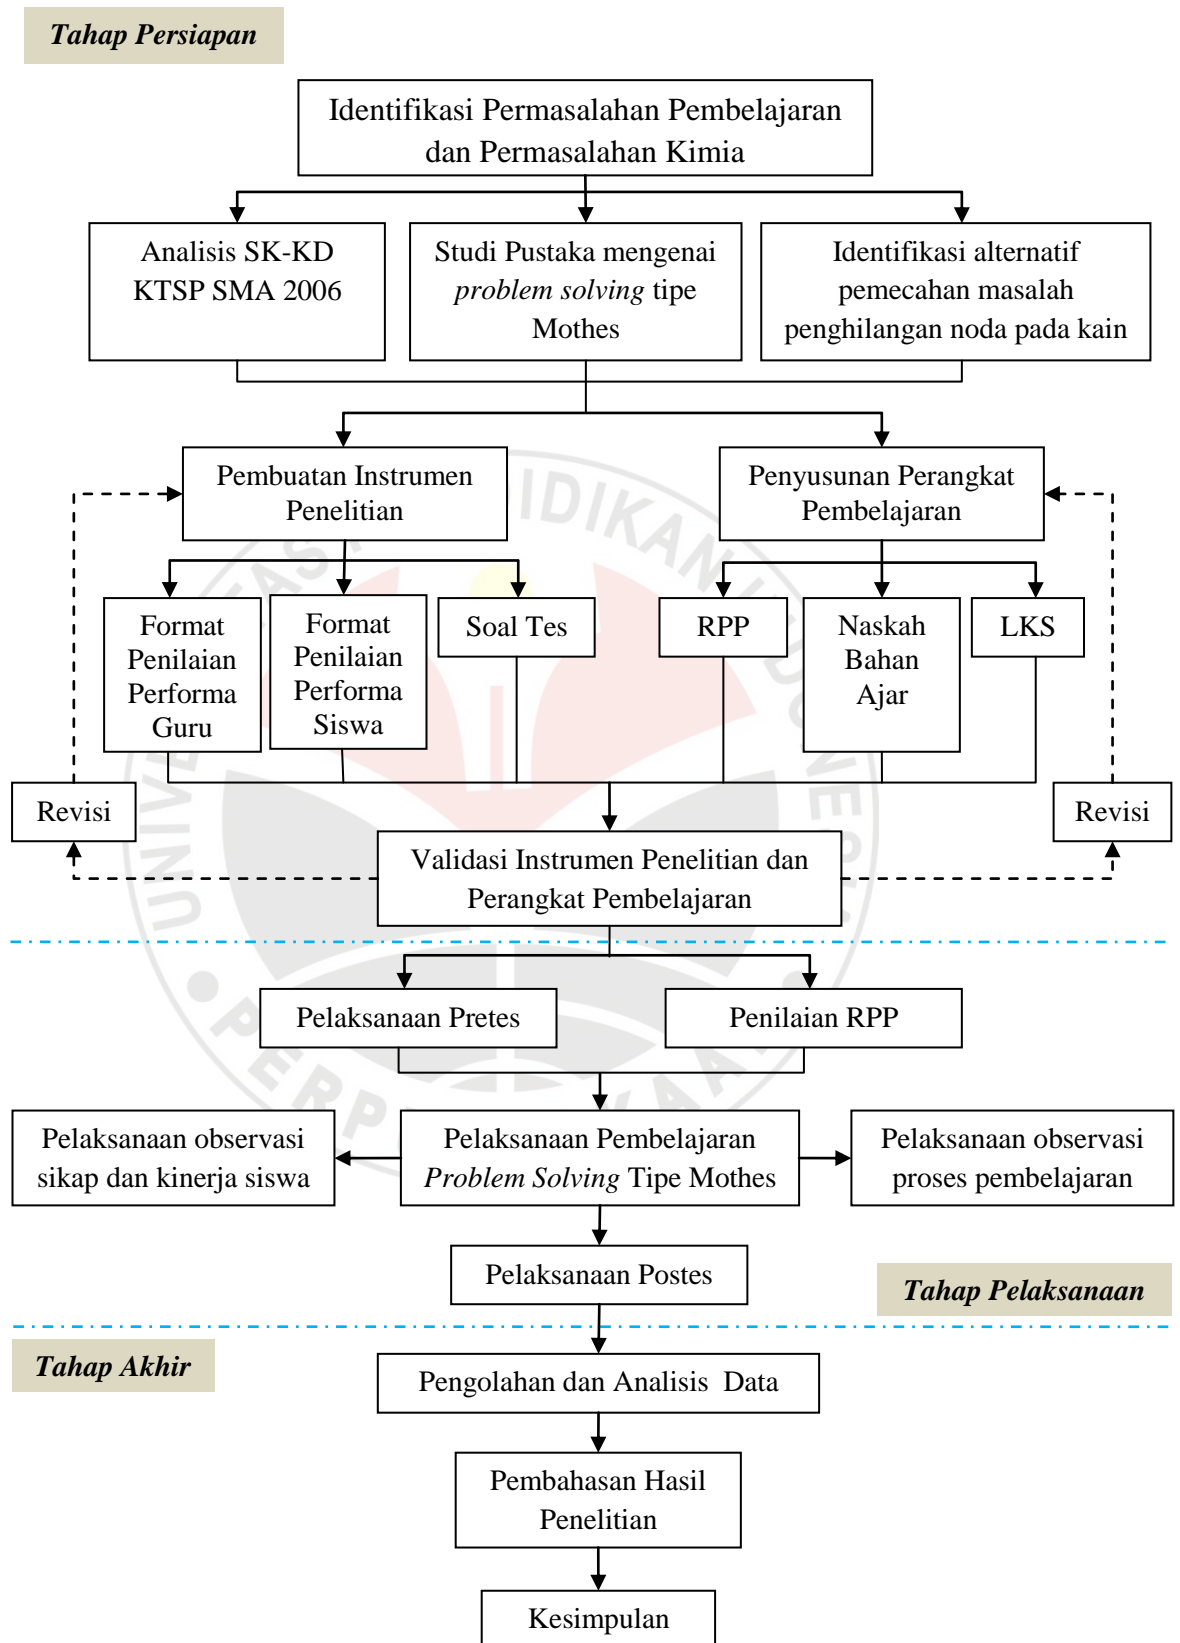 Tahap Persiapan
Identifikasi Permasalahan Pembelajaran
dan Permasalahan Kimia
Analisis SK-KD
KTSP SMA 2006
Studi Pustaka mengenai
problem solving tipe
Mothes
Identifikasi alternatif
pemecahan masalah
penghilangan noda pada kain
Pembuatan Instrumen
Penelitian
Penyusunan Perangkat
Pembelajaran
Format
Penilaian
Performa
Guru
Format
Penilaian
Performa
Siswa
Soal Tes
RPP
Naskah
Bahan
Ajar
LKS
Revisi
Revisi
Validasi Instrumen Penelitian dan
Perangkat Pembelajaran
Pelaksanaan Pretes
Penilaian RPP
Pelaksanaan observasi
sikap dan kinerja siswa
Pelaksanaan Pembelajaran
Problem Solving Tipe Mothes
Pelaksanaan observasi
proses pembelajaran
Pelaksanaan Postes
Tahap Pelaksanaan
Tahap Akhir
Pengolahan dan Analisis  Data
Pembahasan Hasil
Penelitian
Kesimpulan